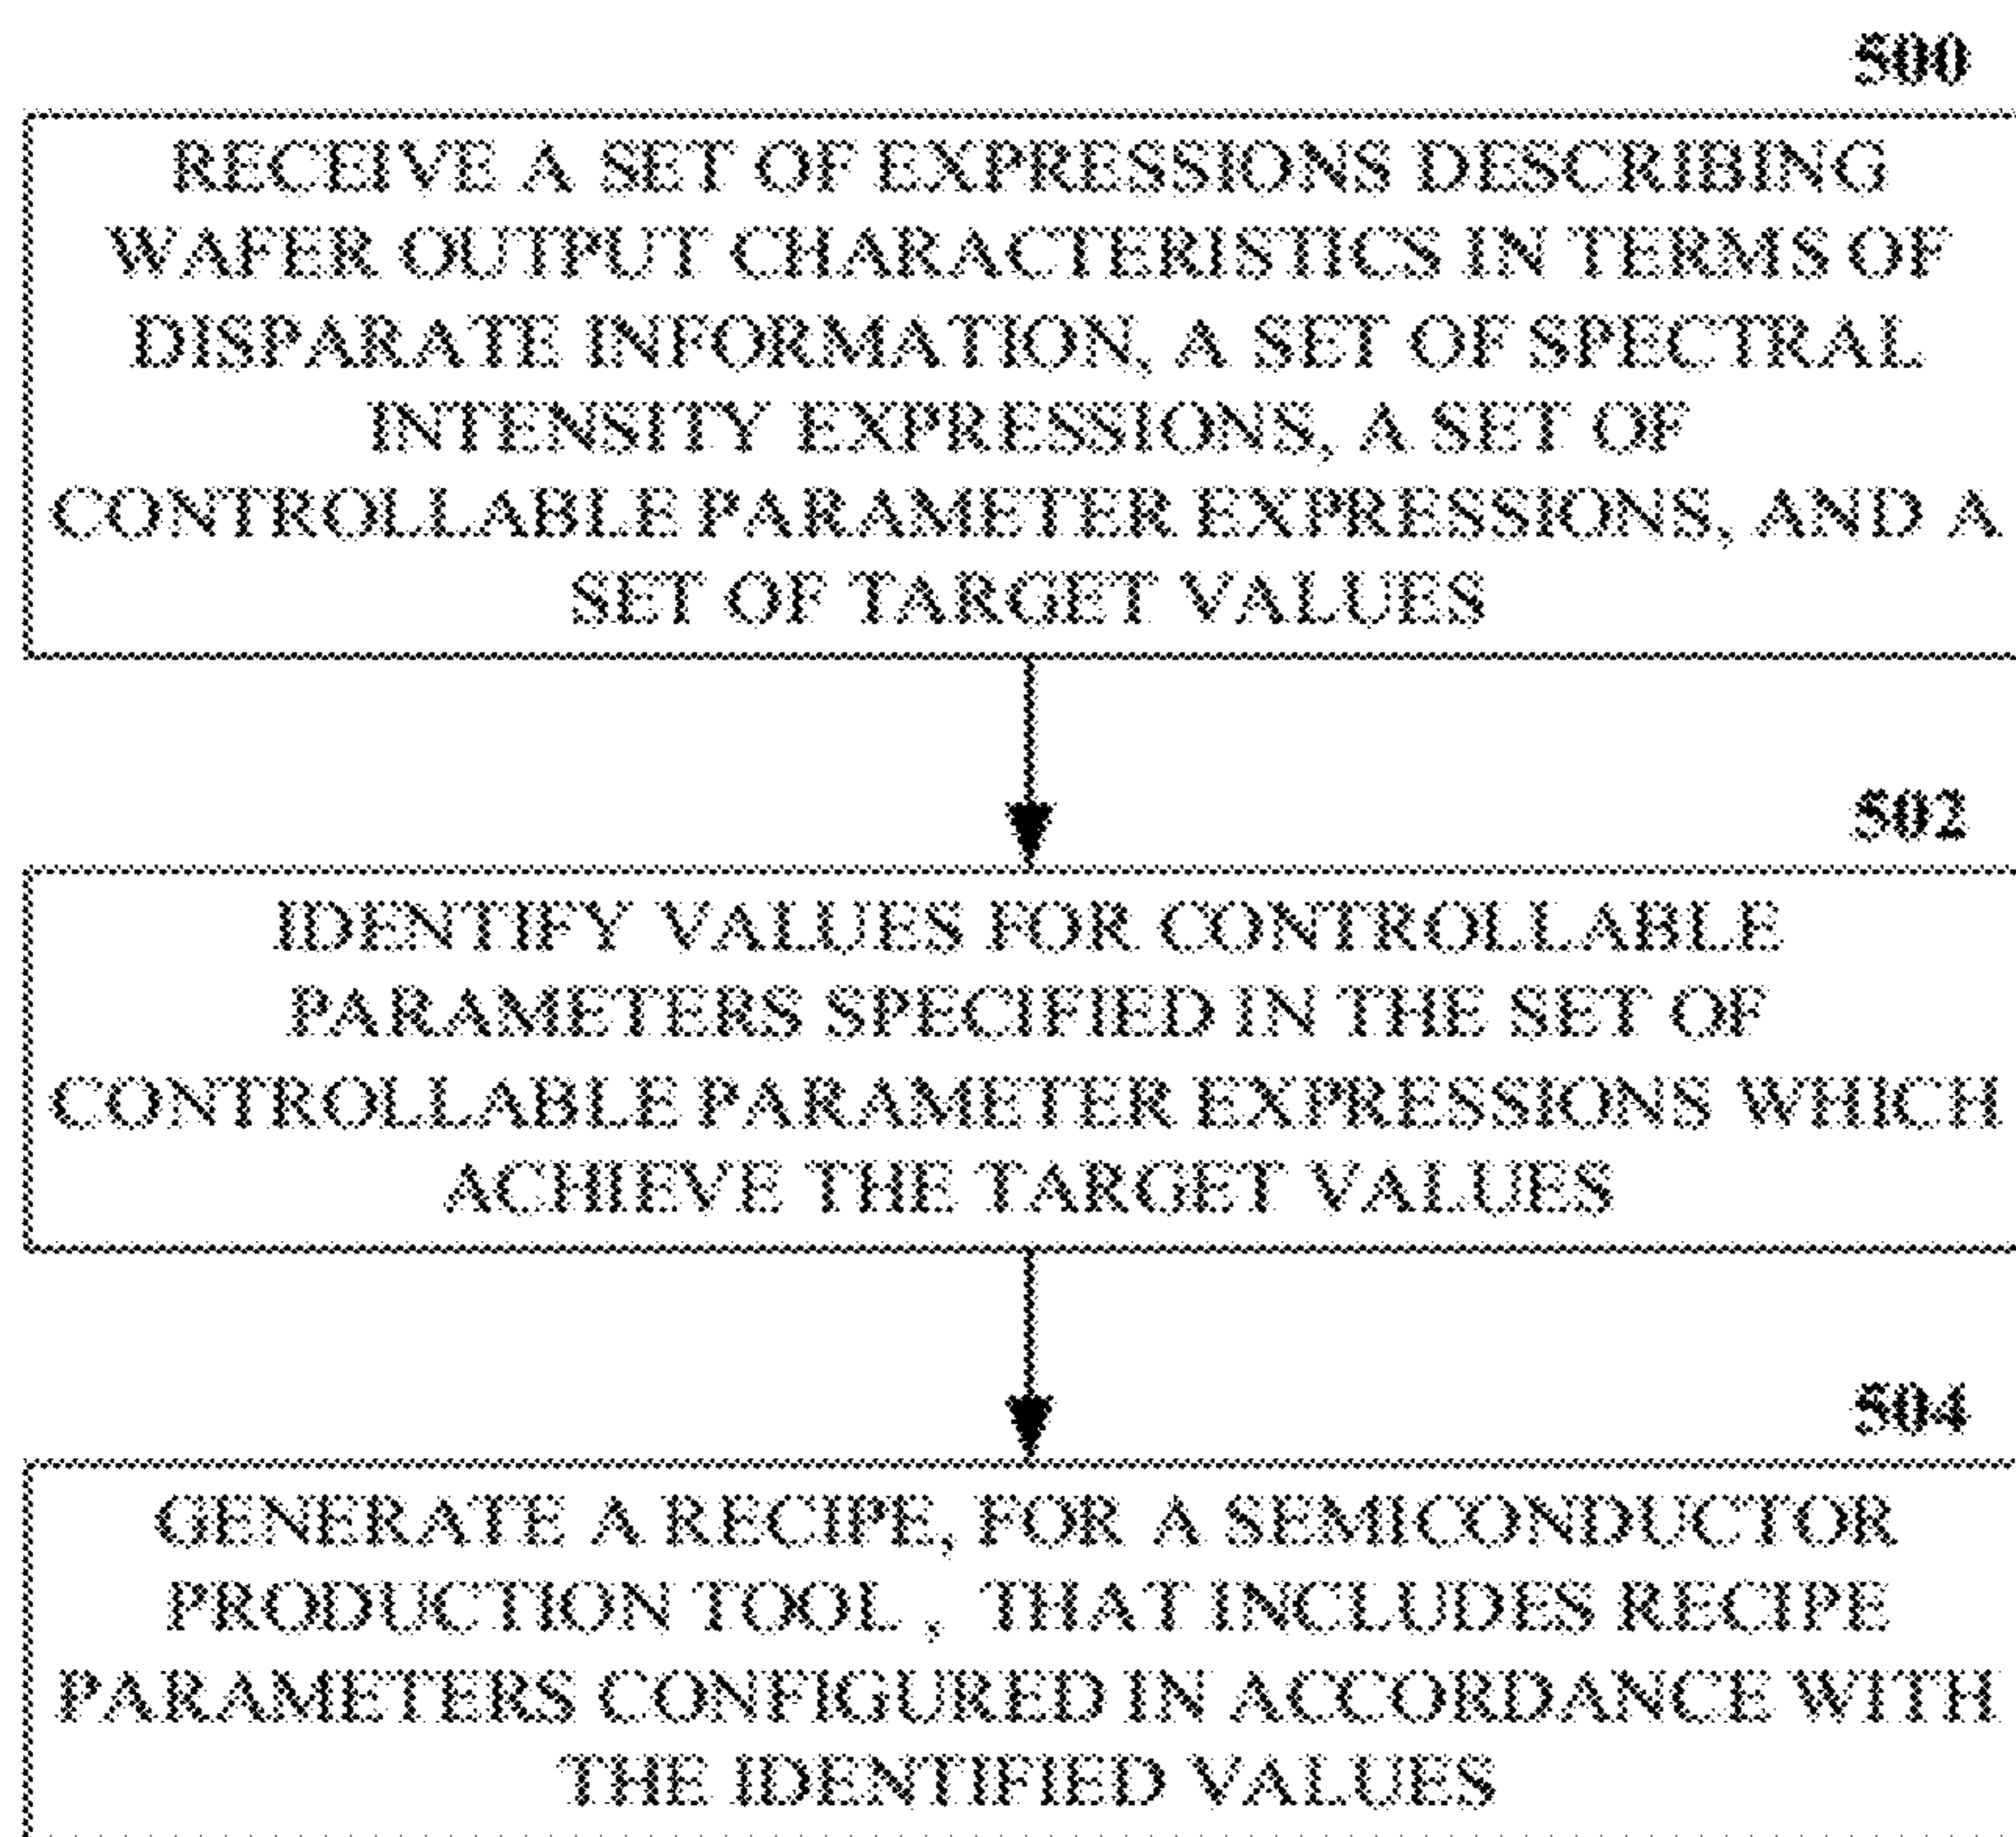 500
RECEIVE A SET OF EXPRESSIONS DESCRIBING
WAFER OUTPUT CHARACTERISTICS IN TERMS OF
DISPARATE INFORMATION, A SET OF SPECTRAL
INTENSITY EXPRESSIONS, A SET OF
CONTROLLABLE PARAMETER EXPRESSIONS, AND A
SET OF TARGET VALUES
502
IDENTIFY VALUES FOR CONTROLLABLE
PARAMETERS SPECIFIED IN THE SET OF
CONTROLLABLE PARAMETER EXPRESSIONS WHICH
ACHIEVE THE TARGET VALUES
504
GENERATE A RECIPE, FOR A SEMICONDUCTOR
PRODUCTION TOOL , THAT INCLUDES RECIPE
PARAMETERS CONFIGURED IN ACCORDANCE WITH
THE IDENTIFIED VALUES